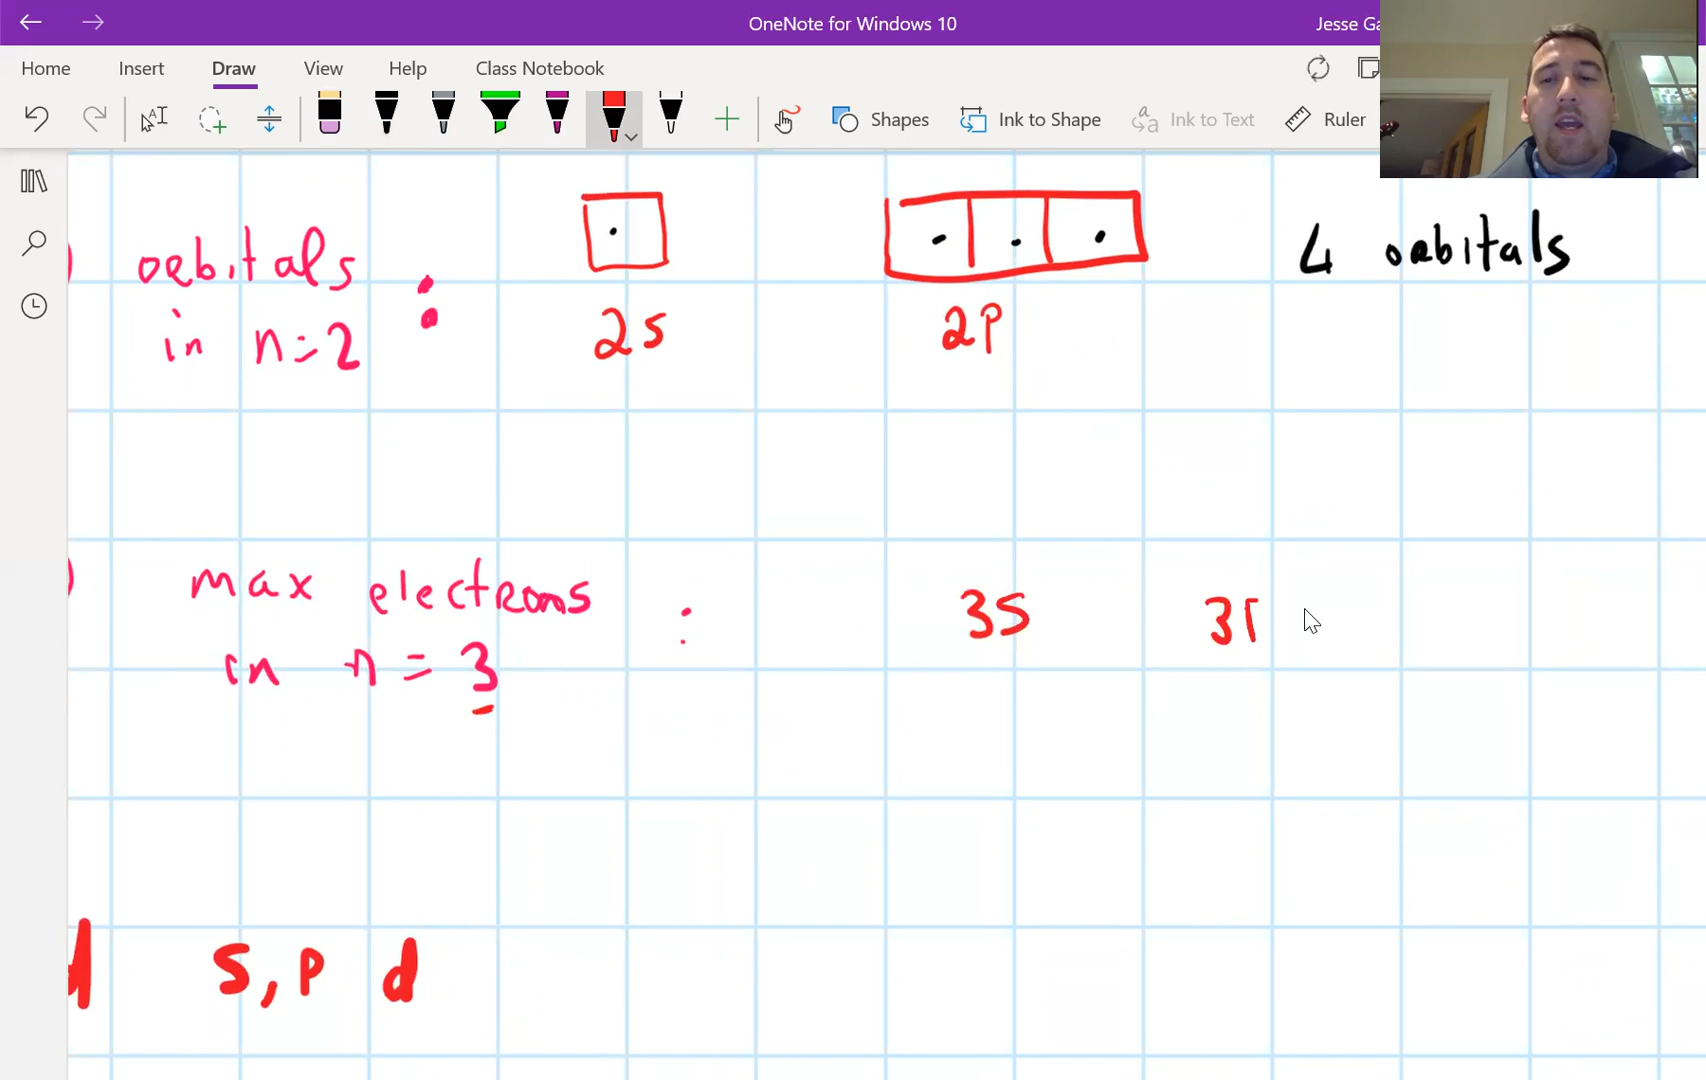 OneNote for Windows 10
Jesse Ga
Home Insert Draw View Help Class Notebook
Shapes Ink to Shape Ink to Text Ruler
orbitals
in n=2 :
2s
2p
4 orbitals
max electrons
in n = 3 :
3s
d s, p d